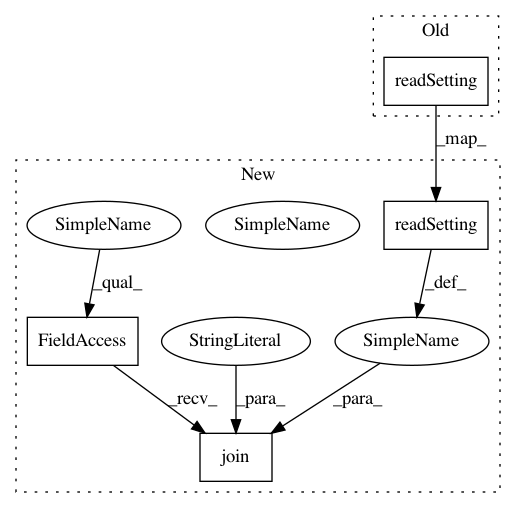 Old
readSetting
_map_
New
SimpleName
SimpleName
readSetting
_qual_
_def_
FieldAccess
StringLiteral
SimpleName
_recv_
_para_
_para_
join